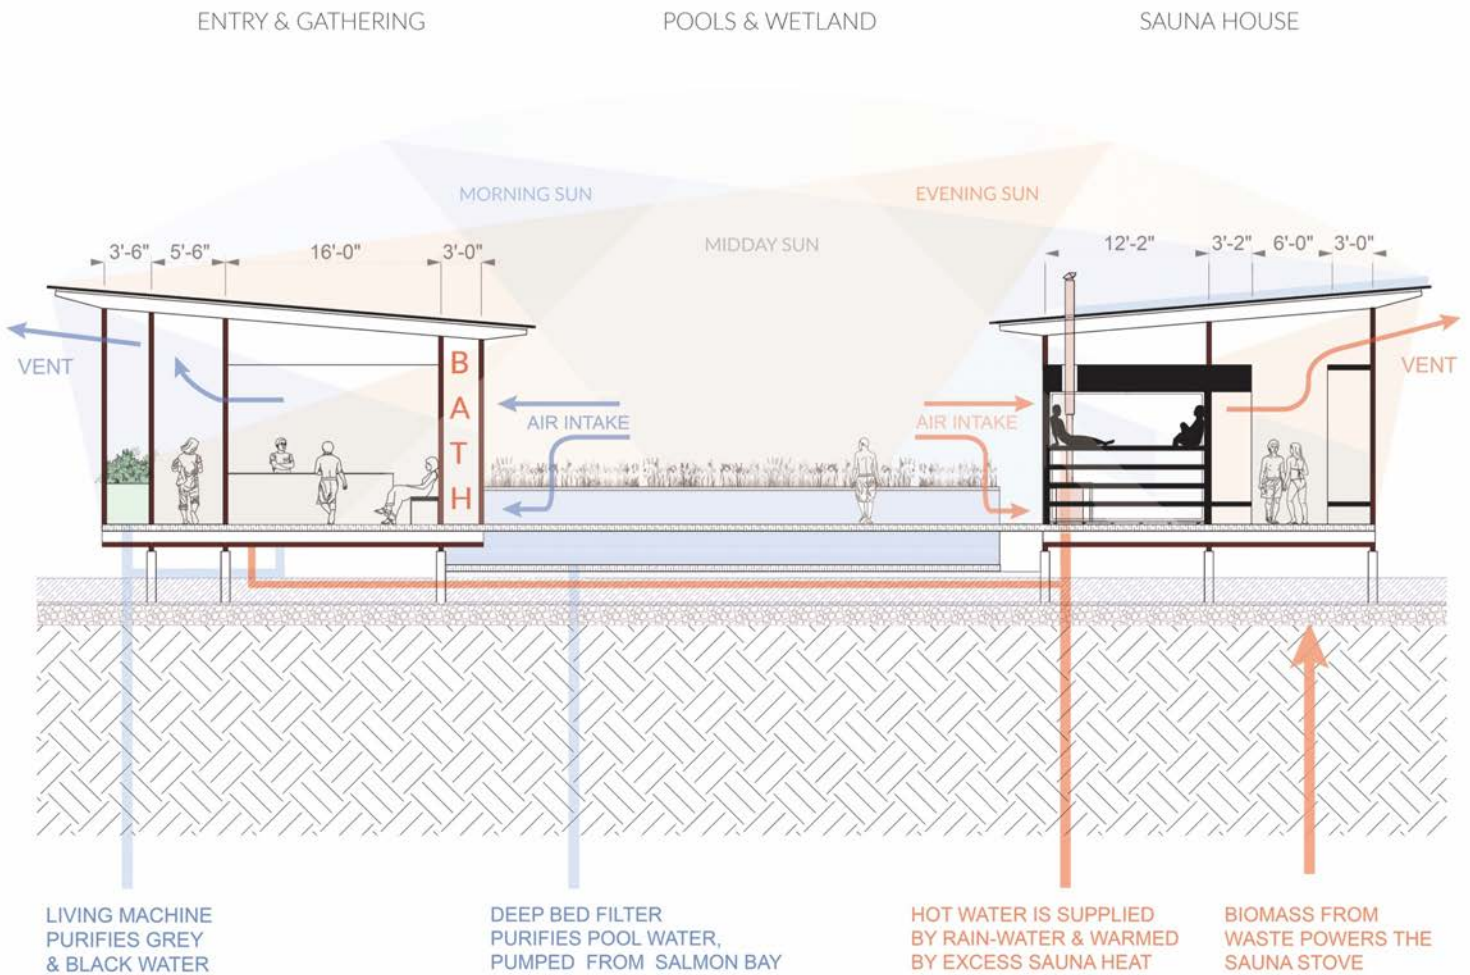 ENTRY & GATHERING
POOLS & WETLAND
SAUNA HOUSE
MORNING SUN
EVENING SUN
MIDDAY SUN
3'-6"
5'-6"
16'-0"
3'-0"
12'-2"
3'-2"
6'-0"
3'-0"
VENT
BATH
AIR INTAKE
AIR INTAKE
VENT
LIVING MACHINE
PURIFIES GREY
& BLACK WATER
DEEP BED FILTER
PURIFIES POOL WATER,
PUMPED FROM SALMON BAY
HOT WATER IS SUPPLIED
BY RAIN-WATER & WARMED
BY EXCESS SAUNA HEAT
BIOMASS FROM
WASTE POWERS THE
SAUNA STOVE